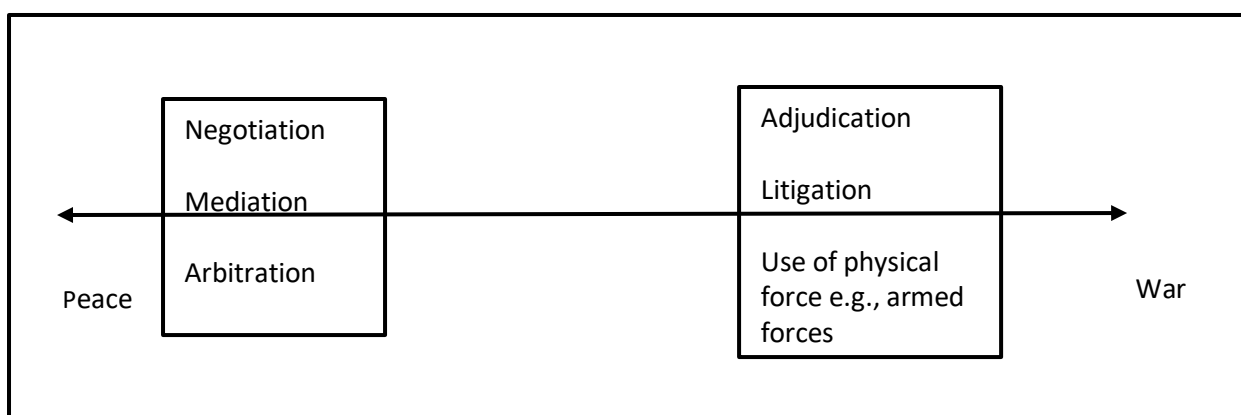 Negotiation
Mediation
Arbitration
Peace
Adjudication
Litigation
Use of physical
force e.g., armed
forces
War